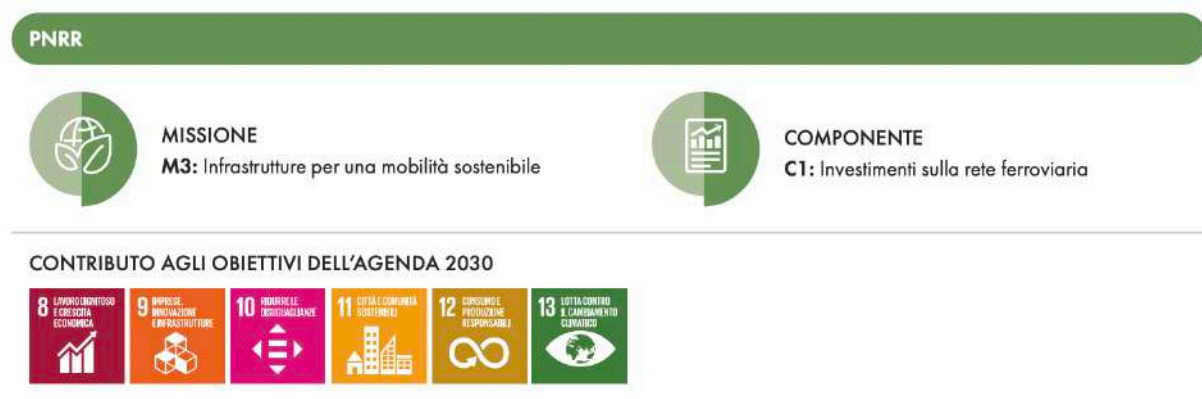 PNRR
MISSIONE
M3: Infrastrutture per una mobilità sostenibile
COMPONENTE
C1: Investimenti sulla rete ferroviaria
CONTRIBUTO AGLI OBIETTIVI DELL'AGENDA 2030
8 LAVORO DIGNITOSO
E CRESCITA
ECONOMICA
9 IMPRESE,
INNOVAZIONE
E INFRASTRUTTURE
10 RIDURRE LE
DISUGUAGLIANZE
11 CITTÀ E COMUNITÀ
SOSTENIBILI
12 CONSUMO E
PRODUZIONE
RESPONSABILI
13 LOTTA CONTRO
IL CAMBIAMENTO
CLIMATICO